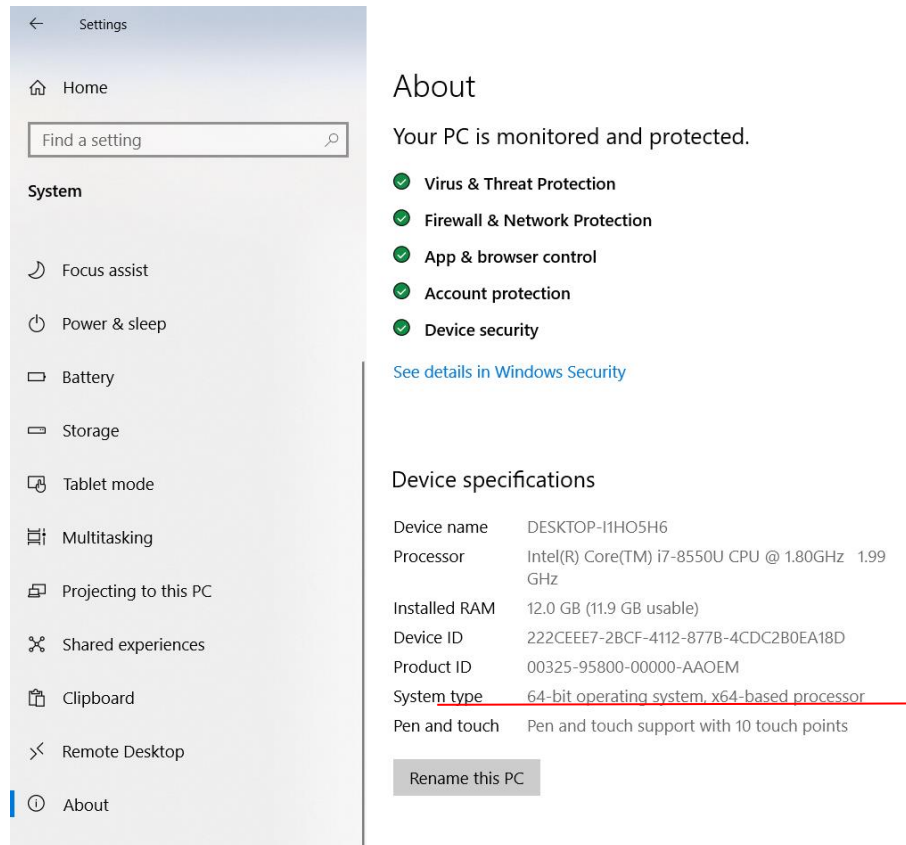 Settings
Home
Find a setting
System
Focus assist
Power & sleep
Battery
Storage
Tablet mode
Multitasking
Projecting to this PC
Shared experiences
Clipboard
Remote Desktop
About
About
Your PC is monitored and protected.
Virus & Threat Protection
Firewall & Network Protection
App & browser control
Account protection
Device security
See details in Windows Security
Device specifications
Device name DESKTOP-I1HO5H6
Processor Intel(R) Core(TM) i7-8550U CPU @ 1.80GHz 1.99
GHz
Installed RAM 12.0 GB (11.9 GB usable)
Device ID 222CEEE7-2BCF-4112-877B-4CDC2B0EA18D
Product ID 00325-95800-00000-AAOEM
System type 64-bit operating system, x64-based processor
Pen and touch Pen and touch support with 10 touch points
Rename this PC